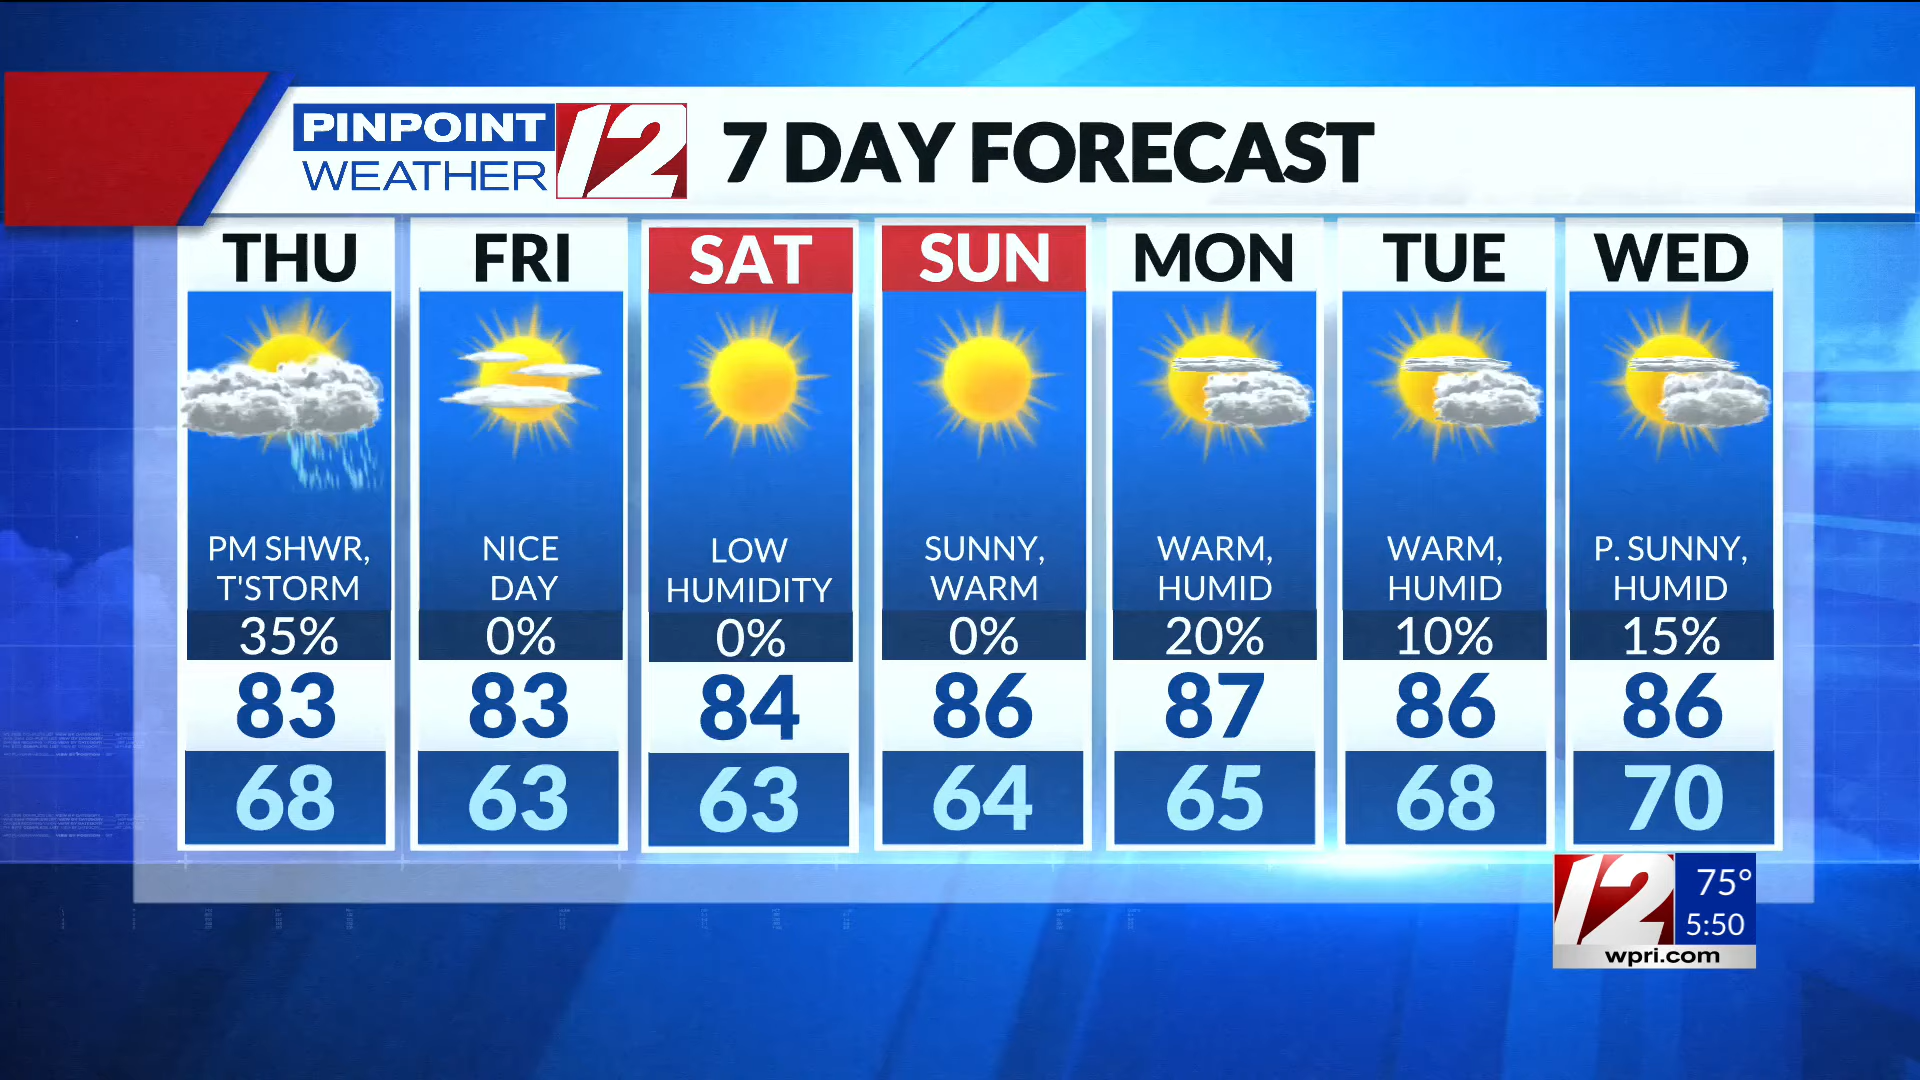 PINPOINT
WEATHER
12
7 DAY FORECAST
THU
PM SHWR,
T'STORM
35%
83
68
FRI
NICE
DAY
0%
83
63
SAT
LOW
HUMIDITY
0%
84
63
SUN
SUNNY,
WARM
0%
86
64
MON
WARM,
HUMID
20%
87
65
TUE
WARM,
HUMID
10%
86
68
WED
P. SUNNY,
HUMID
15%
86
70
12
75°
5:50
wpri.com